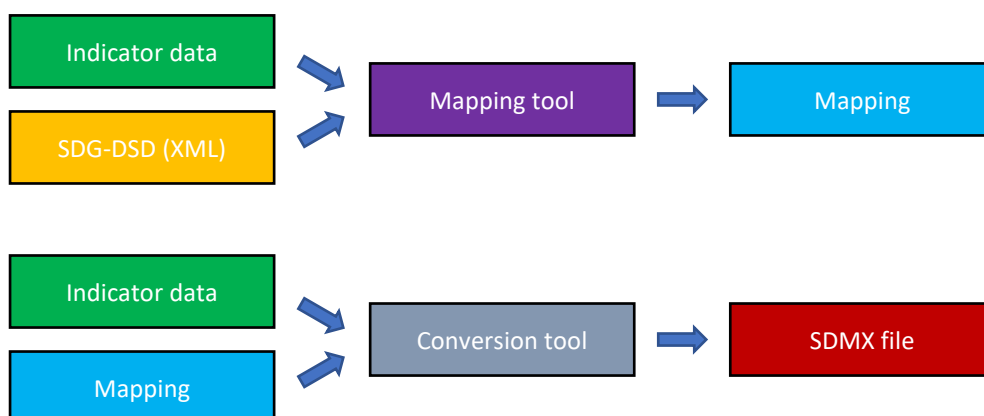 Indicator data
SDG-DSD (XML)
Mapping tool
Mapping
Indicator data
Mapping
Conversion tool
SDMX file